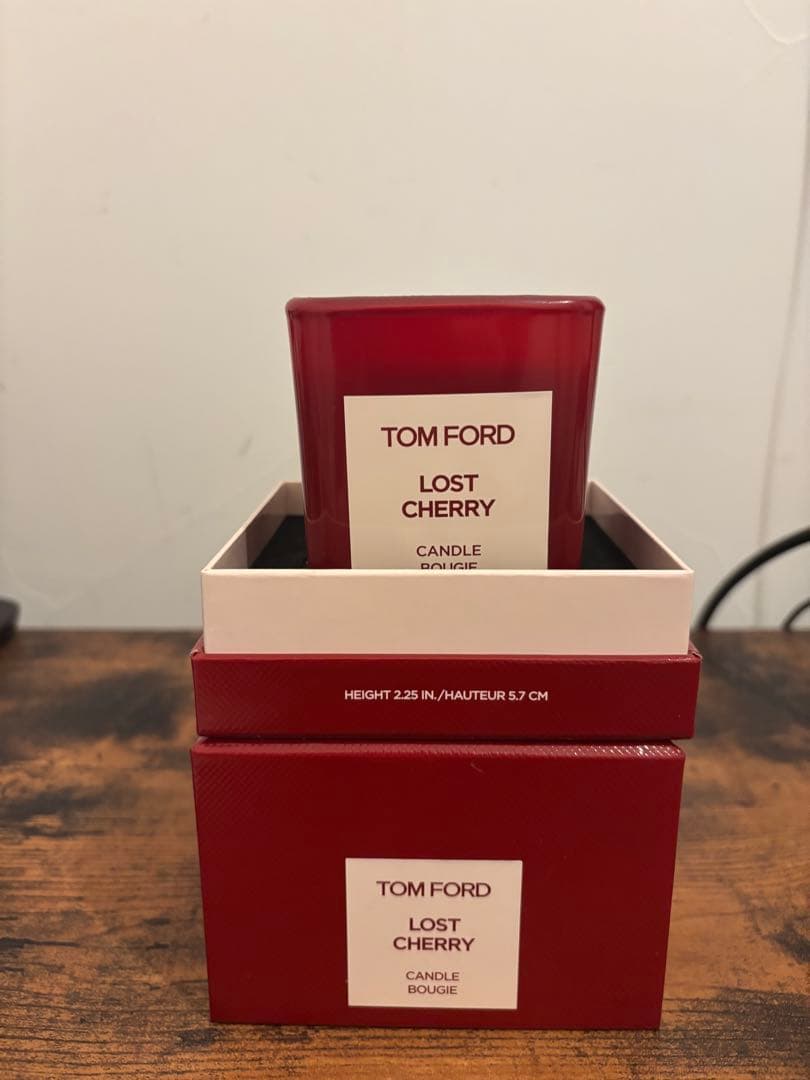 TOM FORD
LOST
CHERRY
CANDLE
BOUGIE
HEIGHT 2.25 IN./HAUTEUR 5.7 CM
TOM FORD
LOST
CHERRY
CANDLE
BOUGIE